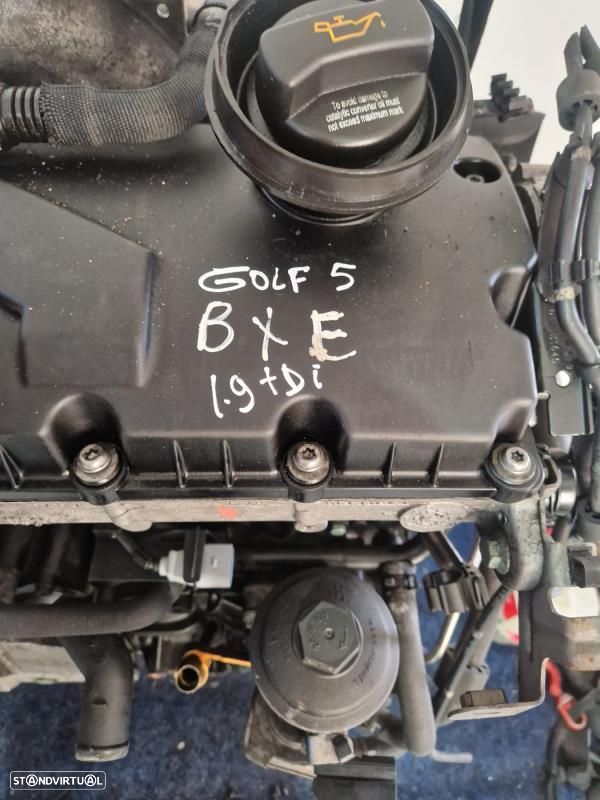 To avoid damage to
catalytic converter oil must
not exceed maximum mark
GOLF 5
BXE
1.9 tDi
STANDVIRTUAL